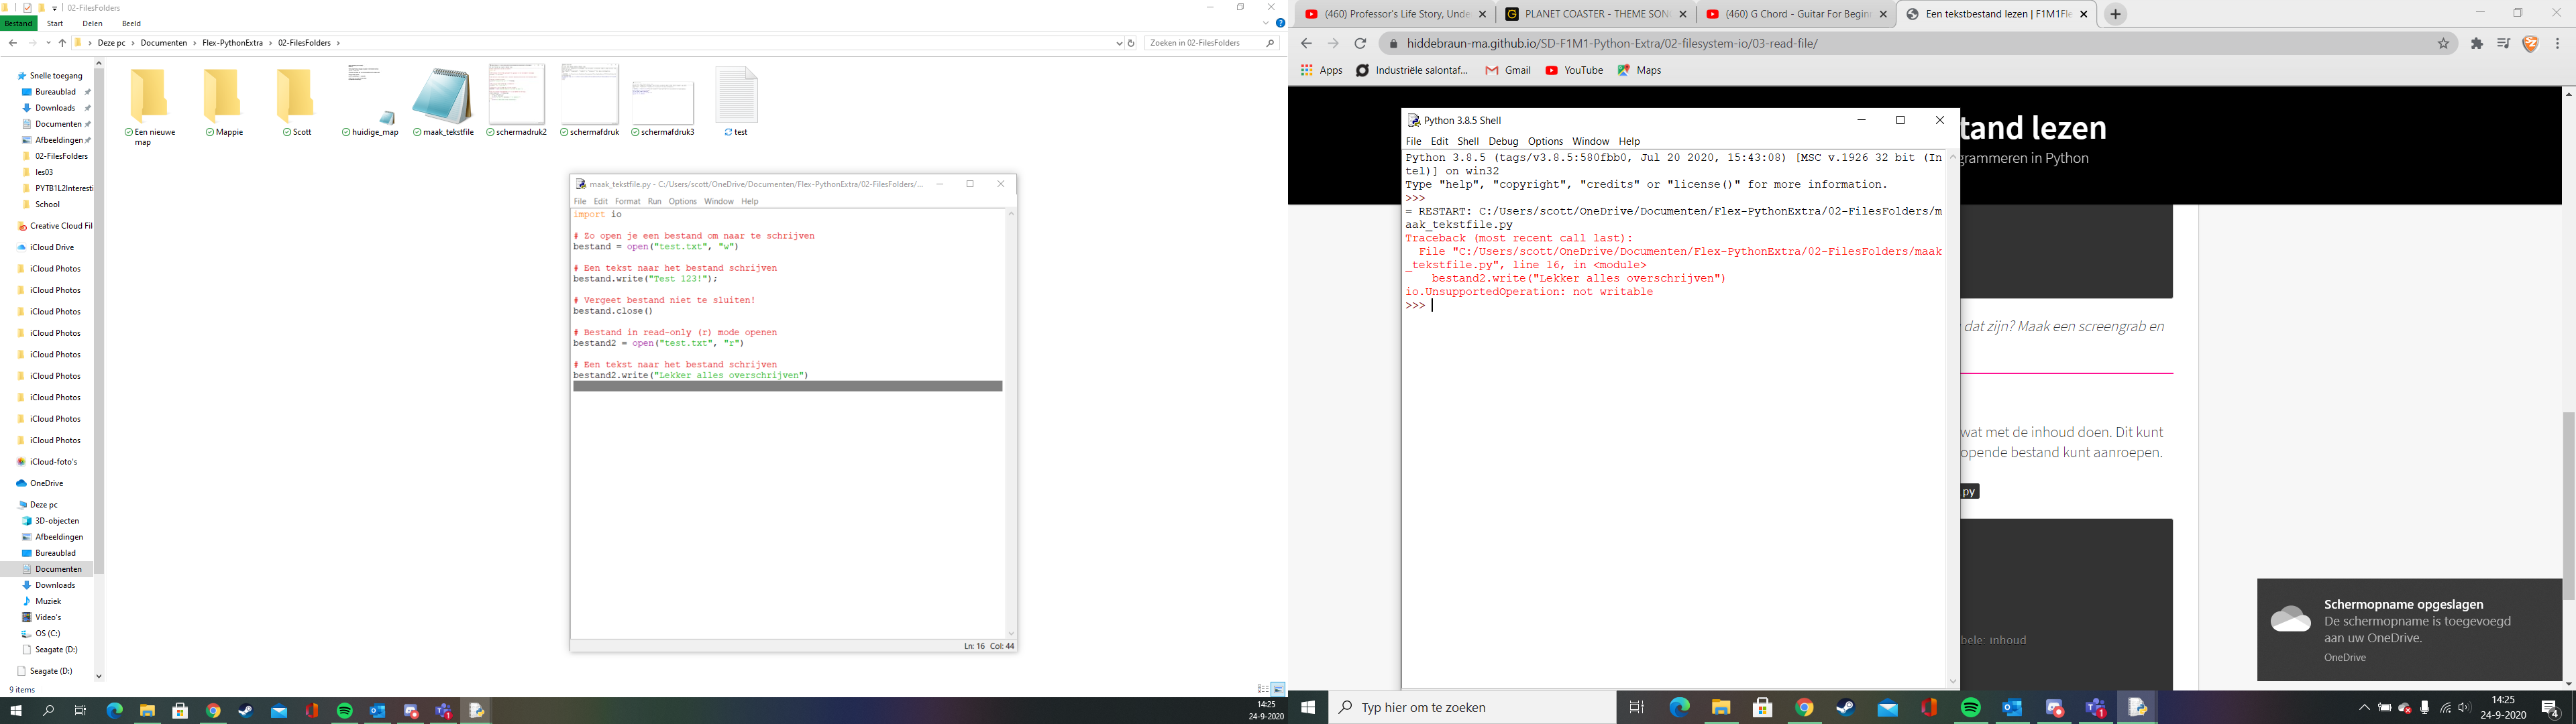 02-FilesFolders
Bestand Start Delen Beeld
Deze pc > Documenten > Flex-PythonExtra > 02-FilesFolders >
Zoeken in 02-FilesFolders
Snelle toegang
Bureaublad
Downloads
Documenten
Afbeeldingen
02-FilesFolders
les03
PYTB1L2Interesti
School
Creative Cloud Fil
iCloud Drive
iCloud Photos
iCloud Photos
iCloud Photos
iCloud Photos
iCloud Photos
iCloud Photos
iCloud Photos
iCloud Photos
iCloud Photos
iCloud-foto's
OneDrive
Deze pc
3D-objecten
Afbeeldingen
Bureaublad
Documenten
Downloads
Muziek
Video's
OS (C:)
Seagate (D:)
Seagate (D:)
9 items
Een nieuwe map
Mappie
Scott
huidige_map
maak_tekstfile
schermadruk2
schermafdruk
schermafdruk3
test
maak_tekstfile.py - C:/Users/scott/OneDrive/Documenten/Flex-PythonExtra/02-FilesFolders/...
File Edit Format Run Options Window Help
import io
# Zo open je een bestand om naar te schrijven
bestand = open("test.txt", "w")
# Een tekst naar het bestand schrijven
bestand.write("Test 123!");
# Vergeet bestand niet te sluiten!
bestand.close()
# Bestand in read-only (r) mode openen
bestand2 = open("test.txt", "r")
# Een tekst naar het bestand schrijven
bestand2.write("Lekker alles overschrijven")
Ln: 16 Col: 44
14:25
24-9-2020
(460) Professor's Life Story, Unde
PLANET COASTER - THEME SONG
(460) G Chord - Guitar For Beginn
Een tekstbestand lezen | F1M1Fle
hiddebraun-ma.github.io/SD-F1M1-Python-Extra/02-filesystem-io/03-read-file/
Apps Industriële salontaf... Gmail YouTube Maps
tand lezen
grammeren in Python
Python 3.8.5 Shell
File Edit Shell Debug Options Window Help
Python 3.8.5 (tags/v3.8.5:580fbb0, Jul 20 2020, 15:43:08) [MSC v.1926 32 bit (In
tel)] on win32
Type "help", "copyright", "credits" or "license()" for more information.
>>>
= RESTART: C:/Users/scott/OneDrive/Documenten/Flex-PythonExtra/02-FilesFolders/m
aak_tekstfile.py
Traceback (most recent call last):
File "C:/Users/scott/OneDrive/Documenten/Flex-PythonExtra/02-FilesFolders/maak
_tekstfile.py", line 16, in <module>
bestand2.write("Lekker alles overschrijven")
io.UnsupportedOperation: not writable
>>>
dat zijn? Maak een screengrab en
wat met de inhoud doen. Dit kunt
opende bestand kunt aanroepen.
py
bele: inhoud
Schermopname opgeslagen
De schermopname is toegevoegd
aan uw OneDrive.
OneDrive
Typ hier om te zoeken
14:25
24-9-2020
4